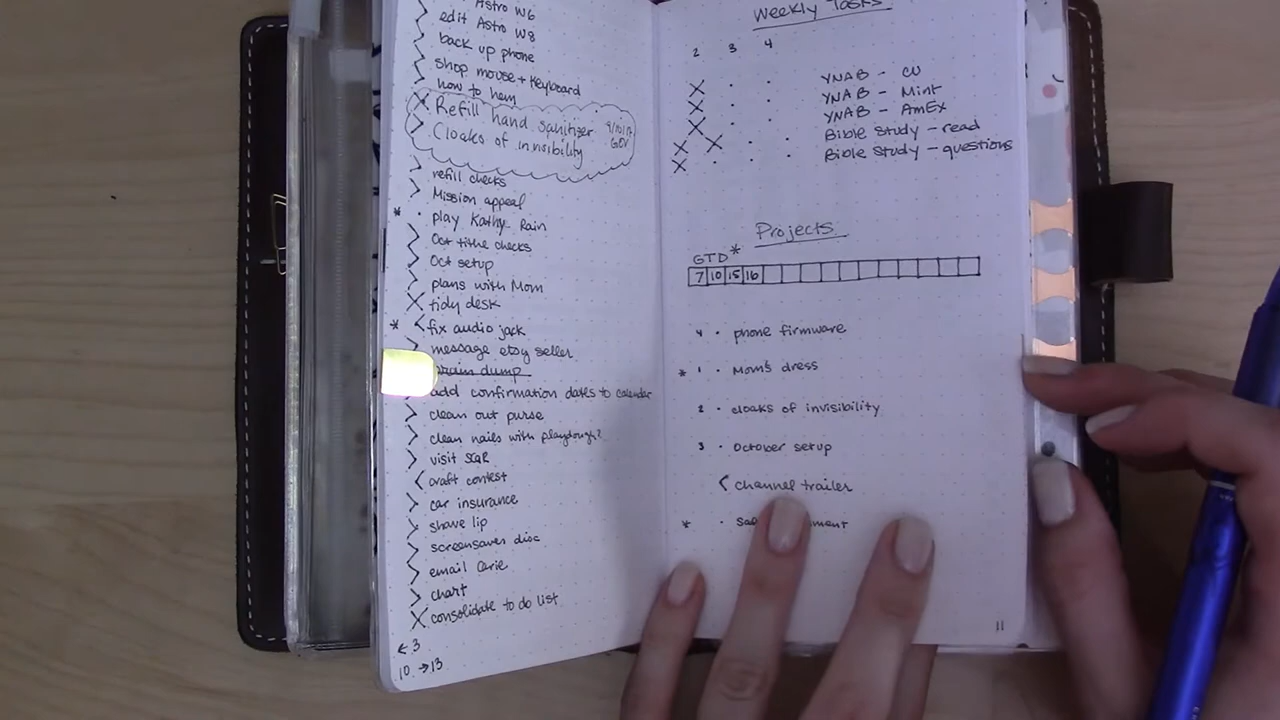 Astro W6
edit Astro W8
back up phone
shop mouse + keyboard
how to hem
Refill hand sanitizer
Cloaks of invisibility
refill checks
Mission appeal
* · play Kathy Rain
Oct tithe checks
Oct setup
plans with Mom
tidy desk
* < fix audio jack
message etsy seller
brain dump
add confirmation dates to calendar
clean out purse
clean nails with playdough?
visit SGR
< craft contest
car insurance
shave lip
screensaver disc
email Carie
chart
X consolidate to do list
← 3
10 → 13
Weekly Tasks
2 3 4
YNAB - CU
YNAB - Mint
YNAB - AmEx
Bible Study - read
Bible Study - questions
Projects
GTD *
7 10 15 16
4 · phone firmware
* 1 · Mom's dress
2 · cloaks of invisibility
3 · October setup
< channel trailer
11